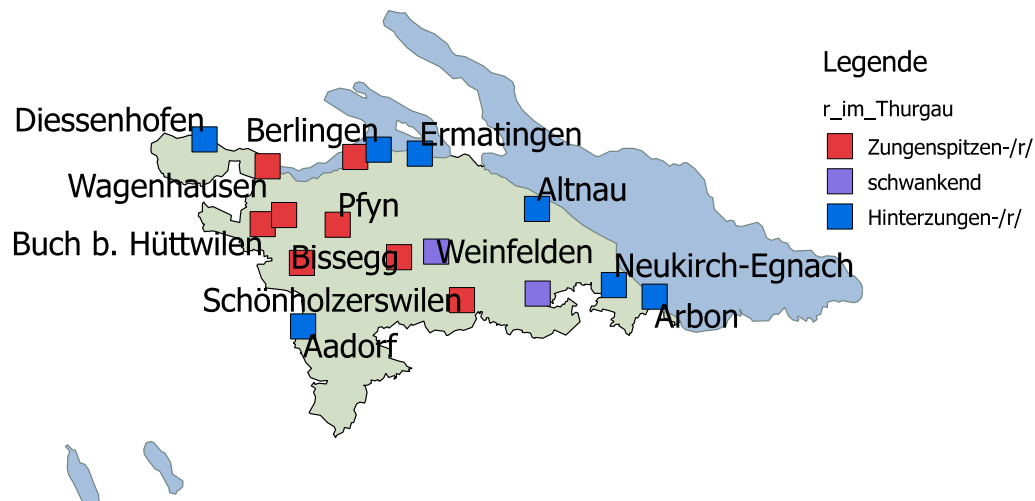 Legende
r_im_Thurgau
Zungenspitzen-/r/
schwankend
Hinterzungen-/r/
Diessenhofen
Berlingen
Ermatingen
Wagenhausen
Altnau
Pfyn
Buch b. Hüttwilen
Bissegg
Weinfelden
Neukirch-Egnach
Schönholzerswilen
Arbon
Aadorf